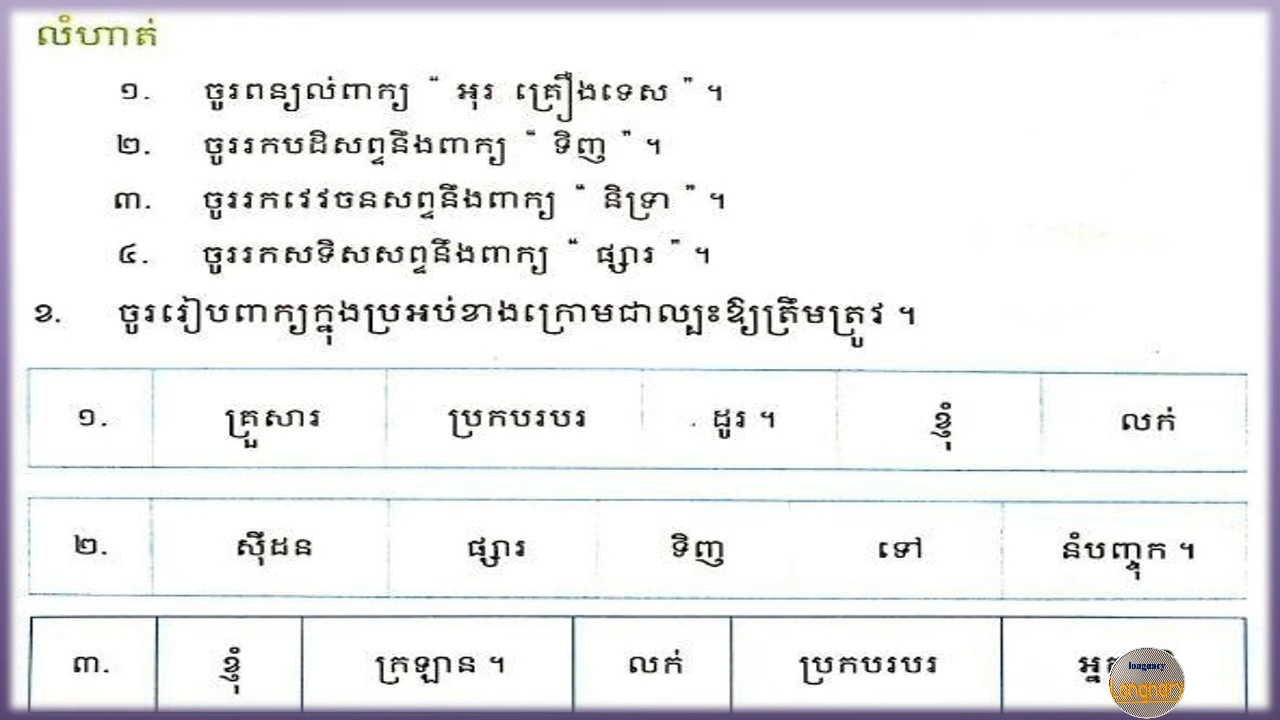 លំហាត់
១. ចូរពន្យល់ពាក្យ “ អុរ គ្រឿងទេស ” ។
២. ចូររកបដិសព្ទនឹងពាក្យ “ ទិញ ” ។
៣. ចូររកវេវចនសព្ទនឹងពាក្យ “ និទ្រា ” ។
៤. ចូររកសទិសសព្ទនឹងពាក្យ “ ផ្សារ ” ។
ខ. ចូររៀបពាក្យក្នុងប្រអប់ខាងក្រោមជាល្បះឱ្យត្រឹមត្រូវ ។
១. គ្រួសារ ប្រកបរបរ ដូរ ។ ខ្ញុំ លក់
២. ស៊ីដន ផ្សារ ទិញ ទៅ នំបញ្ចុក ។
៣. ខ្ញុំ ក្រឡាន ។ លក់ ប្រកបរបរ
longnary
Longnary